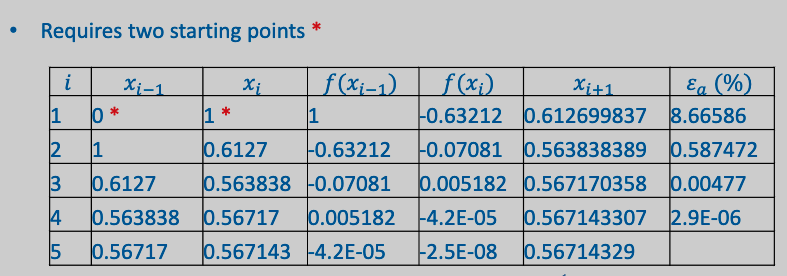 • Requires two starting points *
i x_{i-1} x_i f(x_{i-1}) f(x_i) x_{i+1} ε_a (%)
1 0 * 1 * 1 -0.63212 0.612699837 8.66586
2 1 0.6127 -0.63212 -0.07081 0.563838389 0.587472
3 0.6127 0.563838 -0.07081 0.005182 0.567170358 0.00477
4 0.563838 0.56717 0.005182 -4.2E-05 0.567143307 2.9E-06
5 0.56717 0.567143 -4.2E-05 -2.5E-08 0.56714329